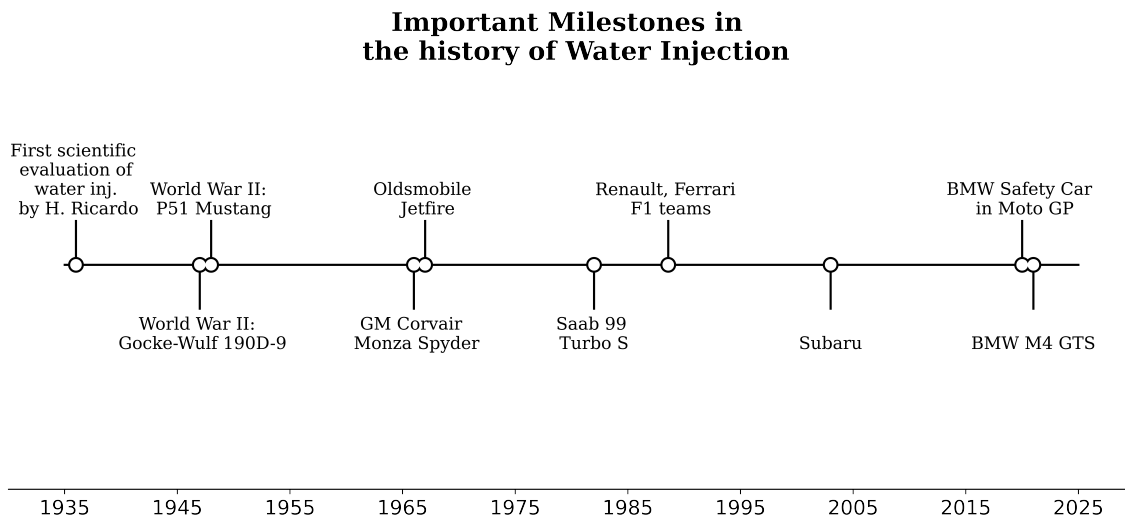 Important Milestones in
the history of Water Injection
First scientific
evaluation of
water inj.
by H. Ricardo
World War II:
P51 Mustang
Oldsmobile
Jetfire
Renault, Ferrari
F1 teams
BMW Safety Car
in Moto GP
World War II:
Gocke-Wulf 190D-9
GM Corvair
Monza Spyder
Saab 99
Turbo S
Subaru
BMW M4 GTS
1935 1945 1955 1965 1975 1985 1995 2005 2015 2025